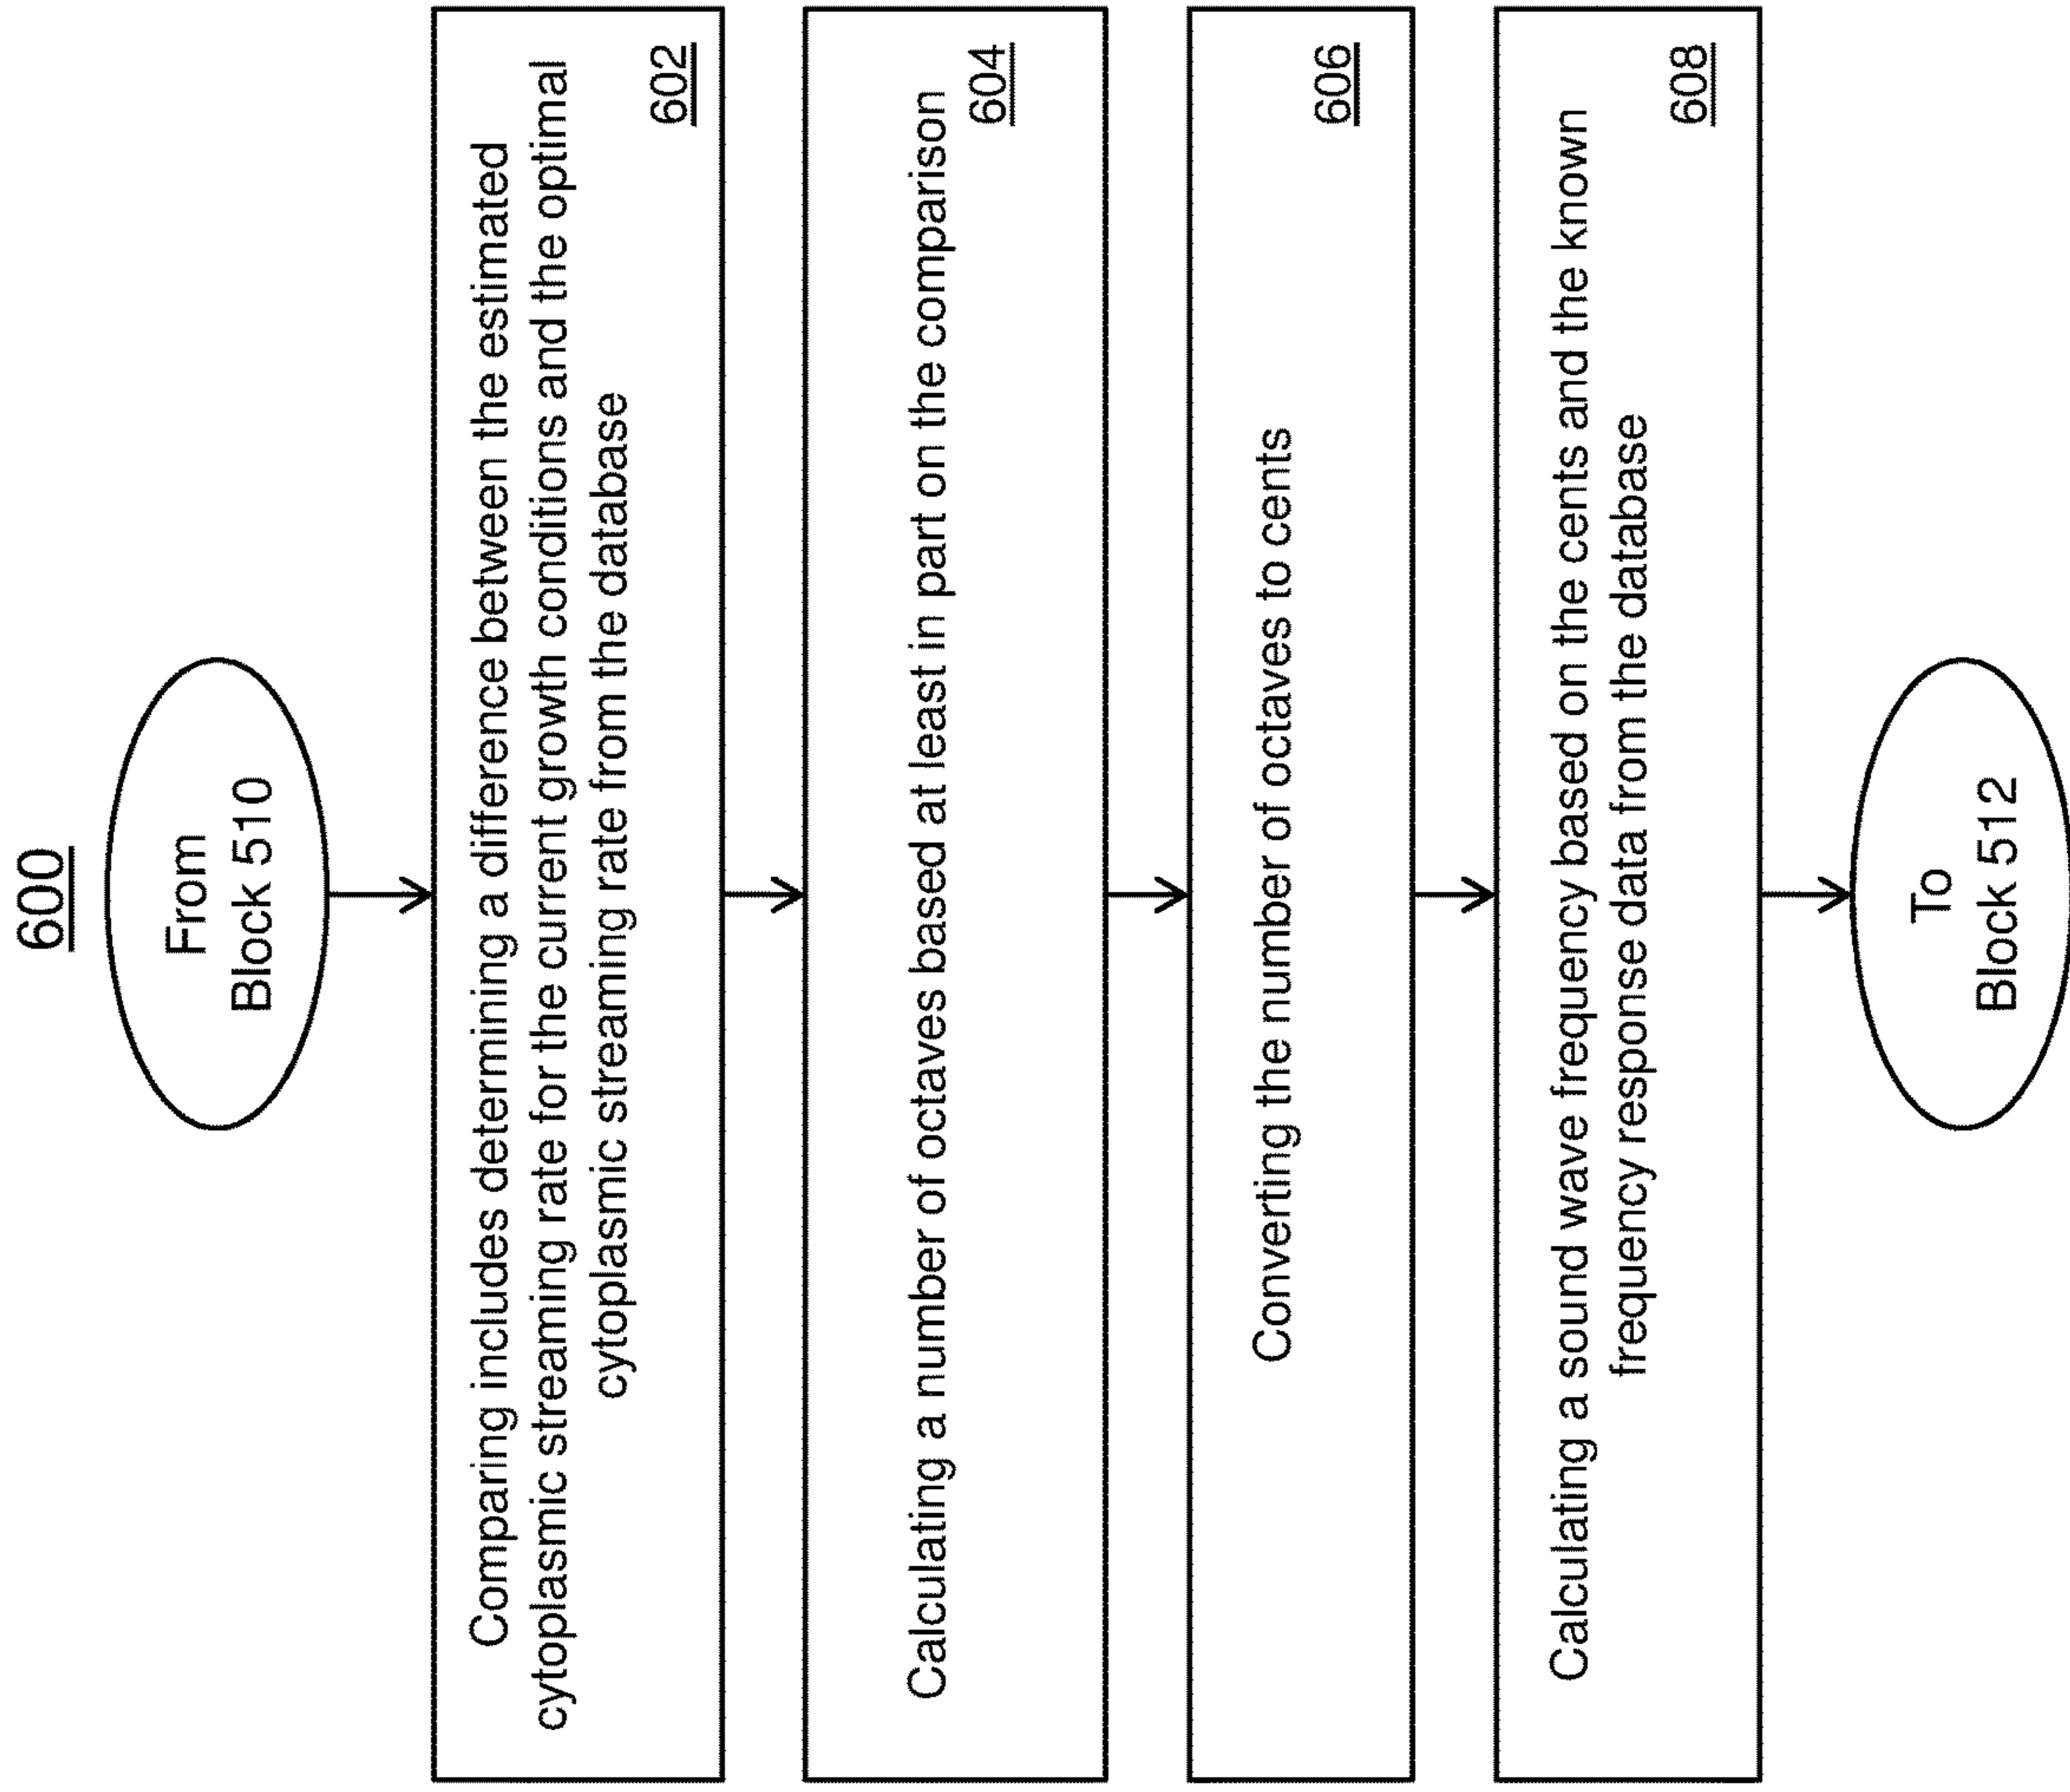 600
From
Block 510
Comparing includes determining a difference between the estimated
cytoplasmic streaming rate for the current growth conditions and the optimal
cytoplasmic streaming rate from the database
602
Calculating a number of octaves based at least in part on the comparison
604
Converting the number of octaves to cents
606
Calculating a sound wave frequency based on the cents and the known
frequency response data from the database
608
To
Block 512